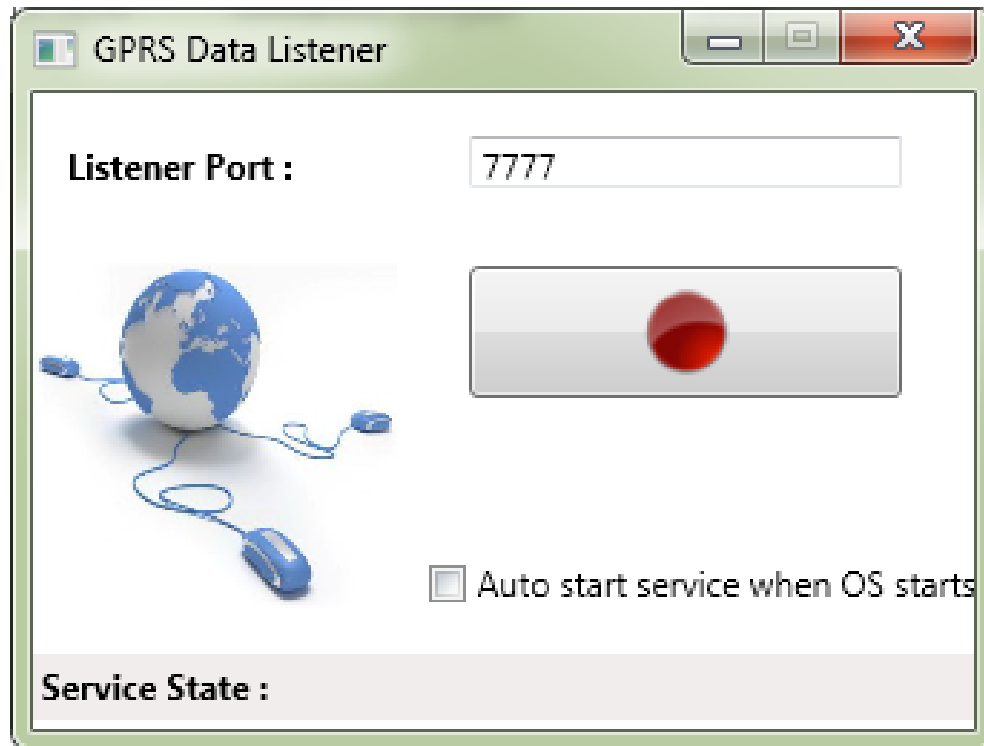 GPRS Data Listener
Listener Port :
7777
Auto start service when OS starts
Service State :